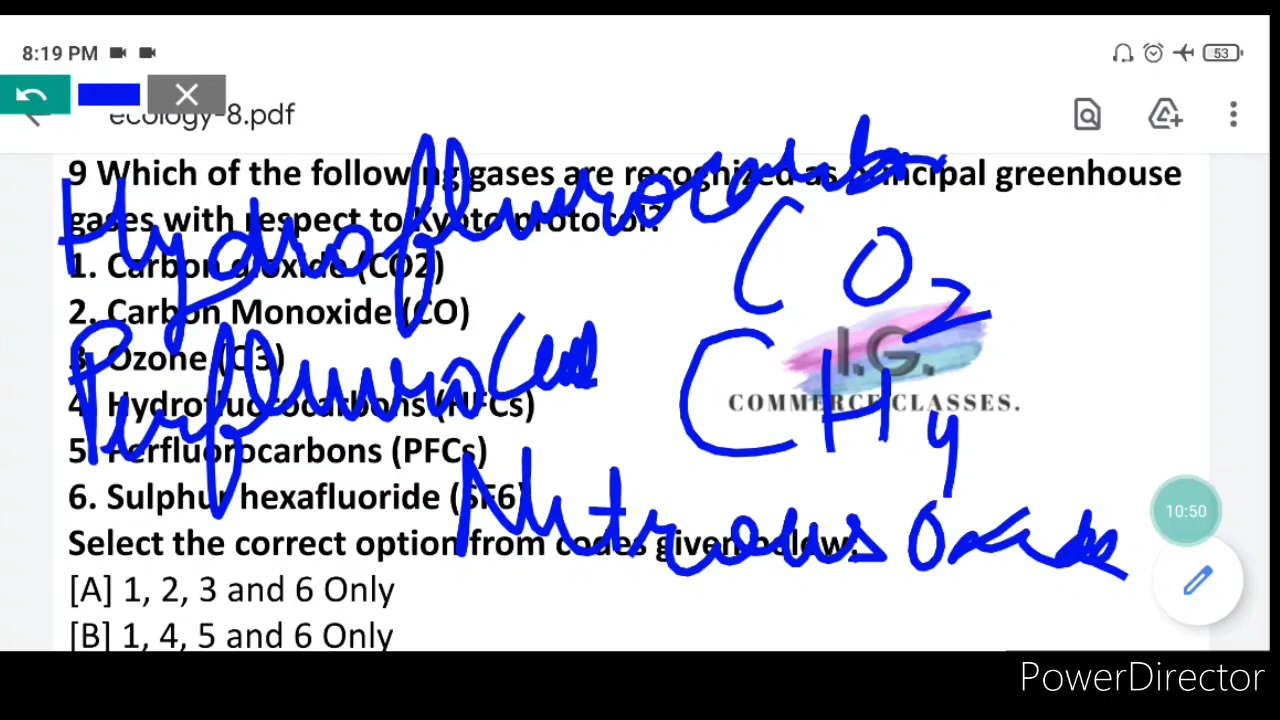 8:19 PM
53
ecology-8.pdf
9 Which of the following gases are recognized as principal greenhouse
gases with respect to Kyoto protocol?
Hydroflurocarbon
CO2
1. Carbon dioxide (CO2)
2. Carbon Monoxide (CO)
3. Ozone (O3)
I.G.
COMMERCE CLASSES.
CH4
4. Hydrofluorocarbons (HFCs)
5. Perfluorocarbons (PFCs)
6. Sulphur hexafluoride (SF6)
10:50
Select the correct option from codes given below:
Nitrous Oxide
[A] 1, 2, 3 and 6 Only
[B] 1, 4, 5 and 6 Only
PowerDirector